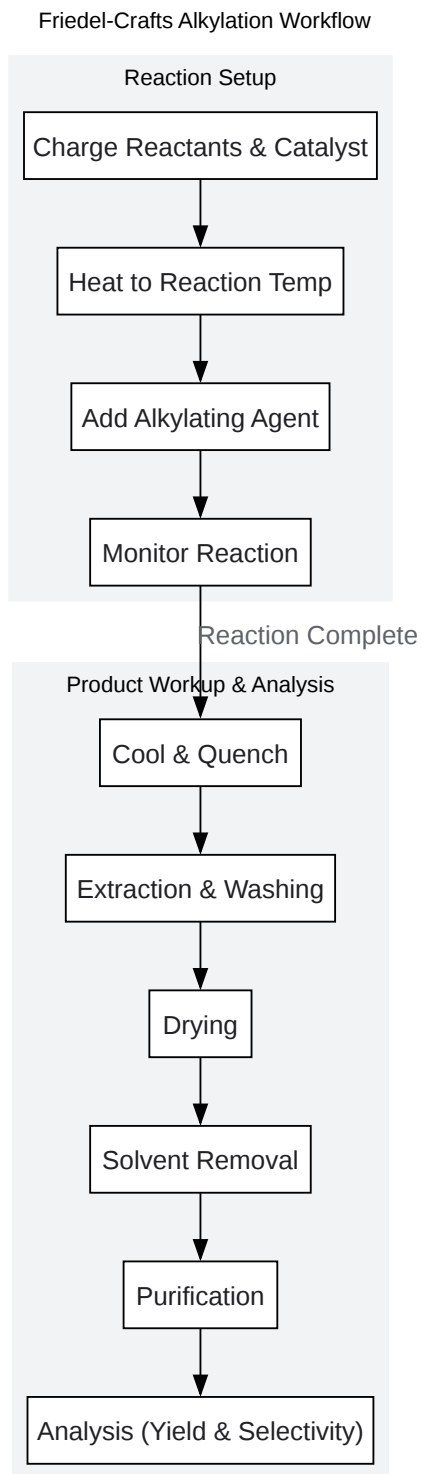 Friedel-Crafts Alkylation Workflow
Reaction Setup
Charge Reactants & Catalyst
Heat to Reaction Temp
Add Alkylating Agent
Monitor Reaction
Reaction Complete
Product Workup & Analysis
Cool & Quench
Extraction & Washing
Drying
Solvent Removal
Purification
Analysis (Yield & Selectivity)